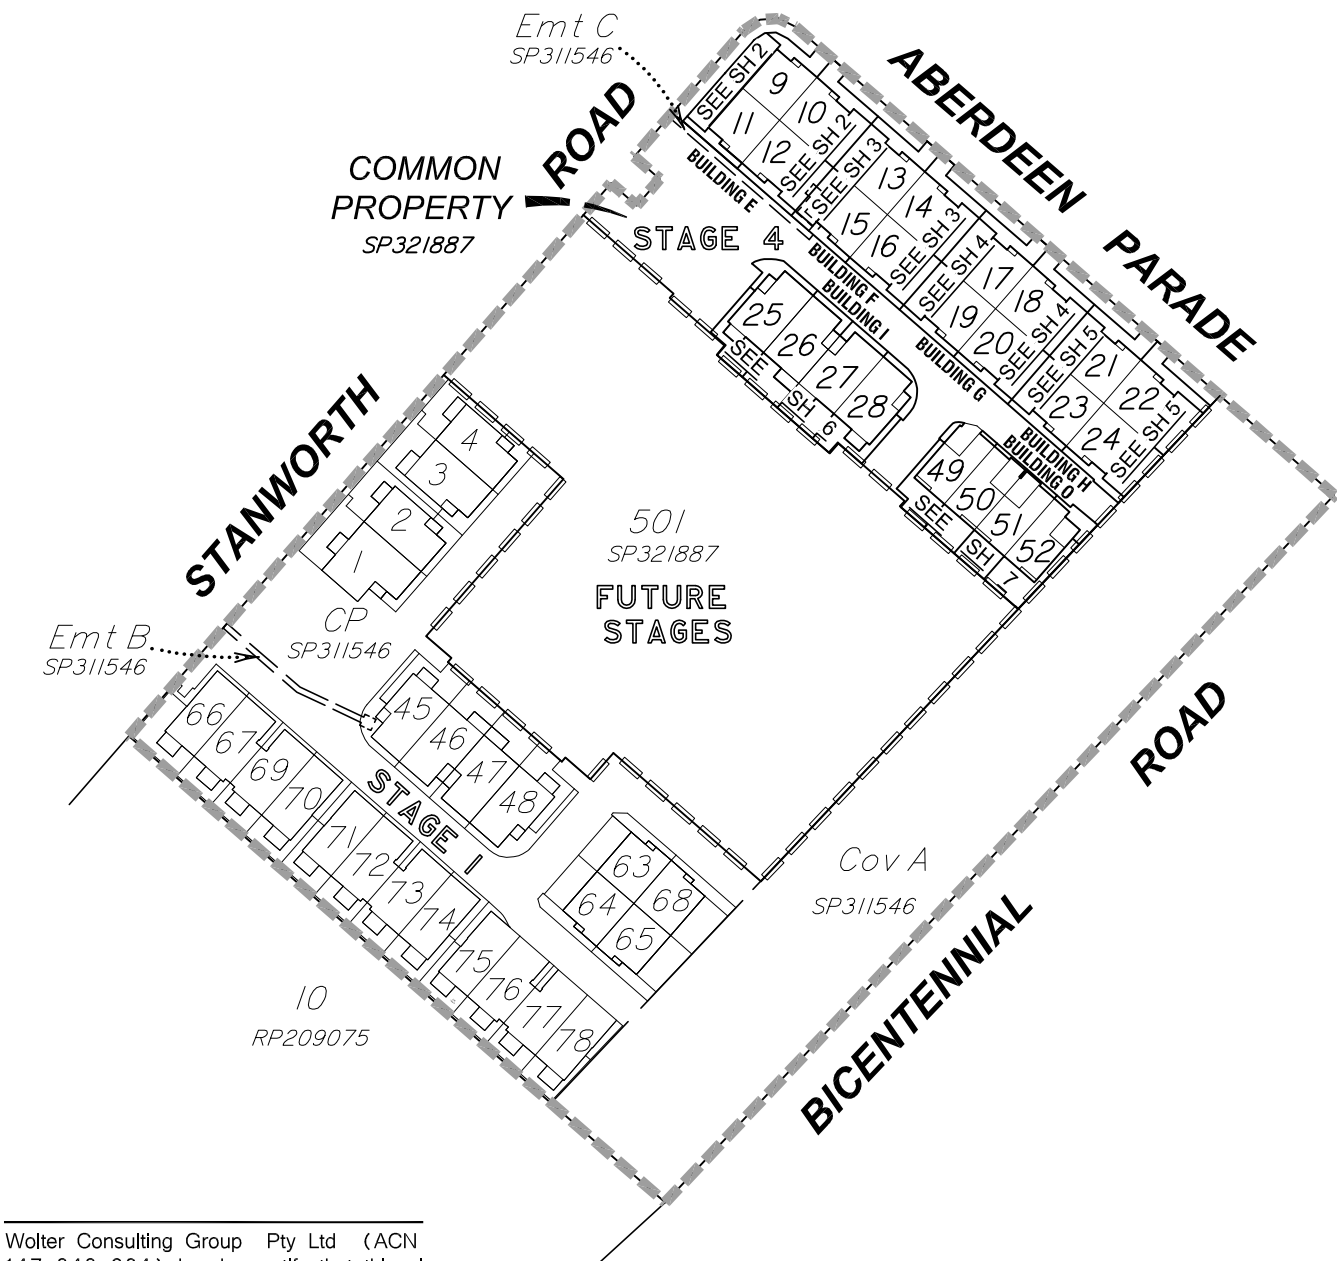 Emt C
SP311546
ABERDEEN
PARADE
ROAD
COMMON
PROPERTY
SP321887
SEE SH 2
9
10
11
12
SEE SH 2
BUILDING E
SEE SH 3
13
14
15
16
SEE SH 3
BUILDING F
STAGE 4
SEE SH 4
17
18
19
20
SEE SH 4
BUILDING G
SEE SH 5
21
22
23
24
SEE SH 5
BUILDING H
BUILDING I
25
26
27
28
SEE
SH 6
BUILDING O
49
50
51
52
SEE
SH 7
STANWORTH
4
3
2
1
501
SP321887
FUTURE
STAGES
CP
SP311546
Emt B
SP311546
45
46
47
48
66
67
69
70
STAGE 1
71
72
73
74
63
68
64
65
75
76
77
78
Cov A
SP311546
ROAD
BICENTENNIAL
10
RP209075
Wolter Consulting Group Pty Ltd (ACN